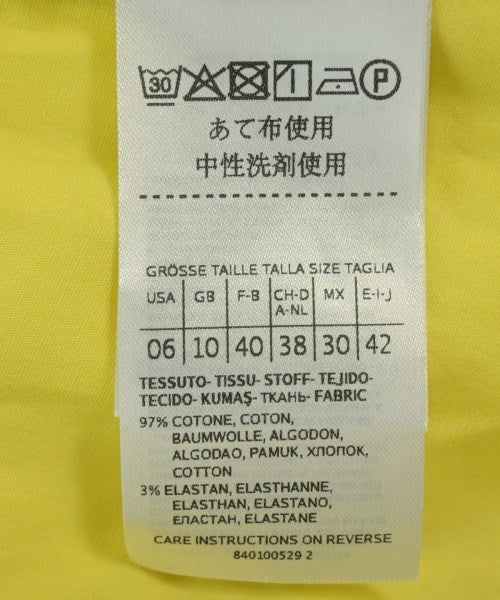 30 P
あて布使用
中性洗剤使用
GRÖSSE TAILLE TALLA SIZE TAGLIA
USA GB F-B CH-D A-NL MX E-I-J
06 10 40 38 30 42
TESSUTO- TISSU- STOFF- TEJIDO-
TECIDO- KUMAŞ- ТКАНЬ- FABRIC
97% COTONE, COTON,
BAUMWOLLE, ALGODON,
ALGODAO, PAMUK, ХЛОПОК,
COTTON
3% ELASTAN, ELASTHANNE,
ELASTHAN, ELASTANO,
ЕЛАСТАН, ELASTANE
CARE INSTRUCTIONS ON REVERSE
840100529 2